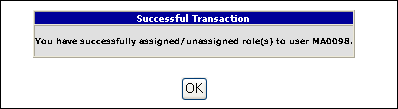 Successful Transaction
You have successfully assigned/unassigned role(s) to user MA0098.
OK